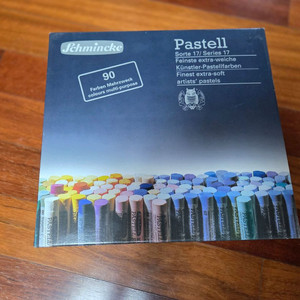 Schmincke
90
Farben Mehrzweck
colours multi-purpose
Pastell
Sorte 17/ Series 17
Feinste extra-weiche
Künstler-Pastellfarben
Finest extra-soft
artists' pastels